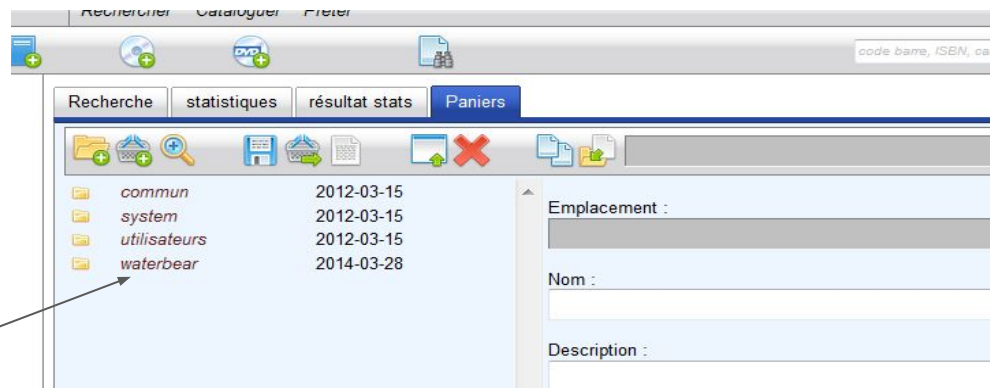 Rechercher Cataloguer Prêter
DVD
code barre, ISBN,
Recherche statistiques résultat stats Paniers
commun 2012-03-15
system 2012-03-15
utilisateurs 2012-03-15
waterbear 2014-03-28
Emplacement :
Nom :
Description :